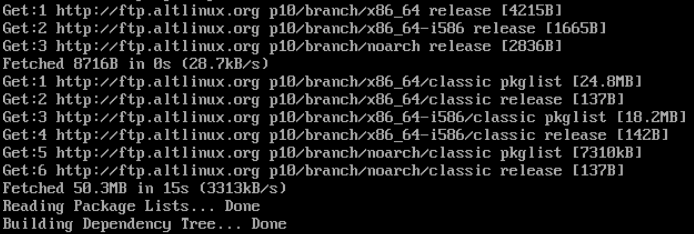 Get:1 http://ftp.altlinux.org p10/branch/x86_64 release [4215B]
Get:2 http://ftp.altlinux.org p10/branch/x86_64-i586 release [1665B]
Get:3 http://ftp.altlinux.org p10/branch/noarch release [2836B]
Fetched 8716B in 0s (28.7kB/s)
Get:1 http://ftp.altlinux.org p10/branch/x86_64/classic pkglist [24.8MB]
Get:2 http://ftp.altlinux.org p10/branch/x86_64/classic release [137B]
Get:3 http://ftp.altlinux.org p10/branch/x86_64-i586/classic pkglist [18.2MB]
Get:4 http://ftp.altlinux.org p10/branch/x86_64-i586/classic release [142B]
Get:5 http://ftp.altlinux.org p10/branch/noarch/classic pkglist [7310kB]
Get:6 http://ftp.altlinux.org p10/branch/noarch/classic release [137B]
Fetched 50.3MB in 15s (3313kB/s)
Reading Package Lists... Done
Building Dependency Tree... Done